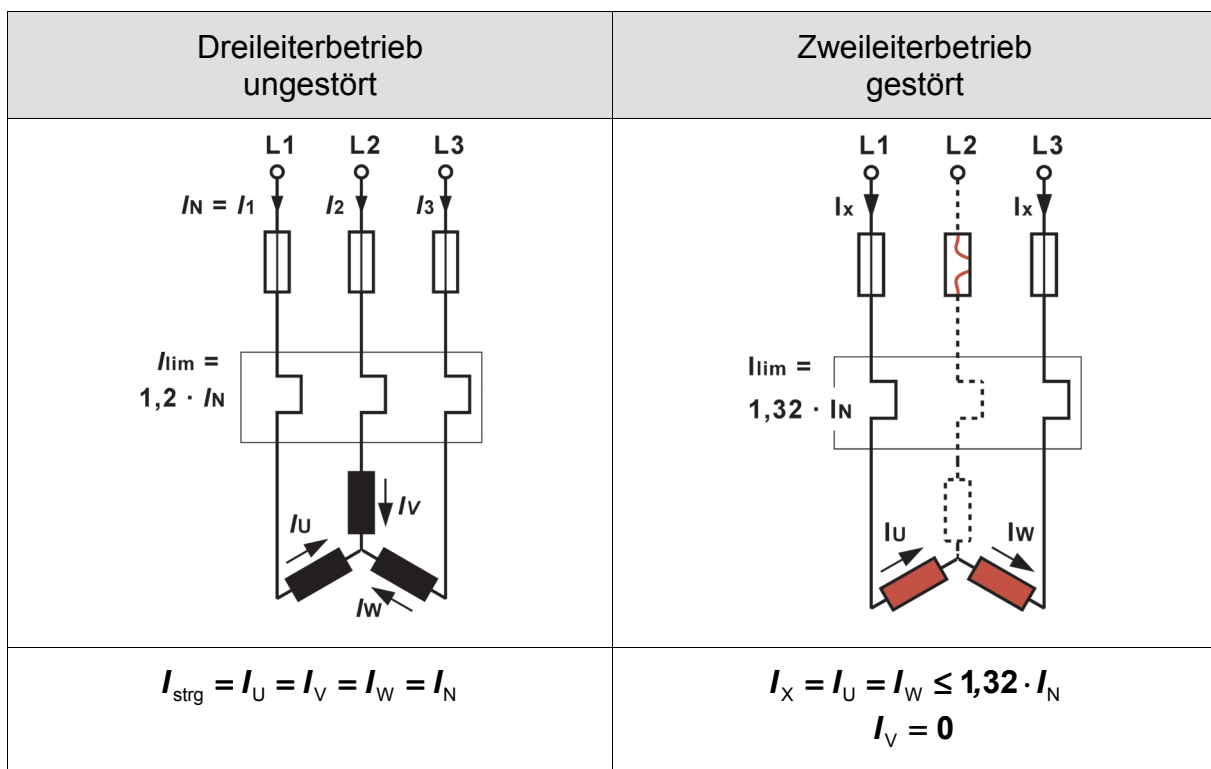 Dreileiterbetrieb
ungestört
Zweileiterbetrieb
gestört
L1 L2 L3
IN = I1 I2 I3
Ilim =
1,2 · IN
IV
IU
IW
L1 L2 L3
Ix Ix
Ilim =
1,32 · IN
IU IW
Istrg = IU = IV = IW = IN
IX = IU = IW ≤ 1,32 · IN
IV = 0